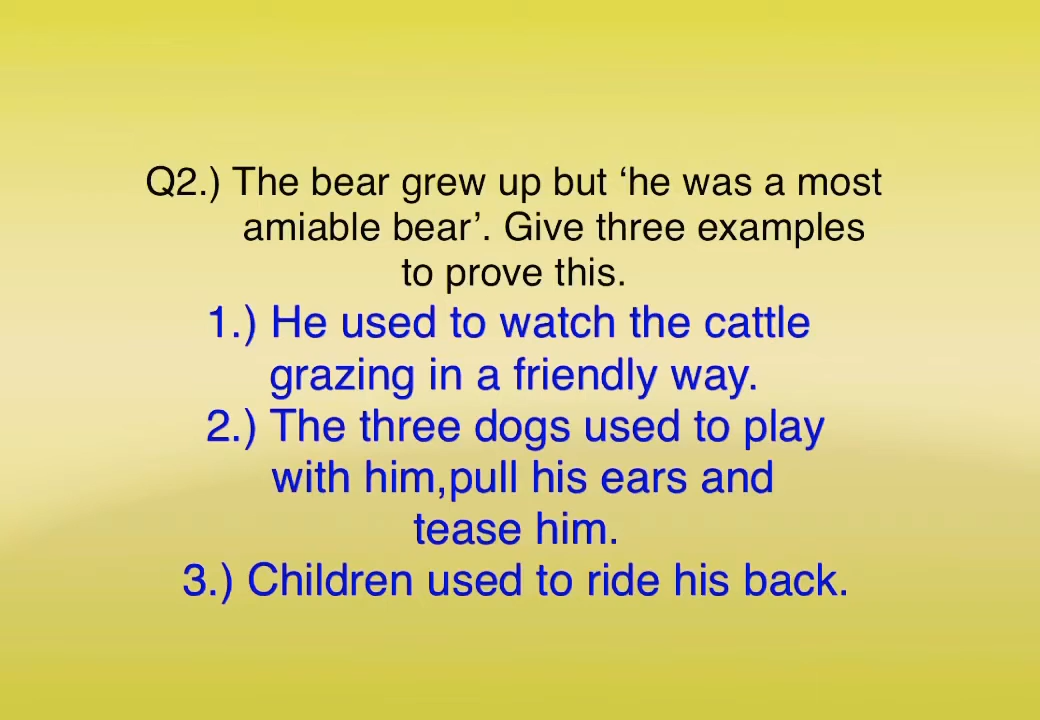 Q2.) The bear grew up but ‘he was a most
amiable bear’. Give three examples
to prove this.
1.) He used to watch the cattle
grazing in a friendly way.
2.) The three dogs used to play
with him,pull his ears and
tease him.
3.) Children used to ride his back.